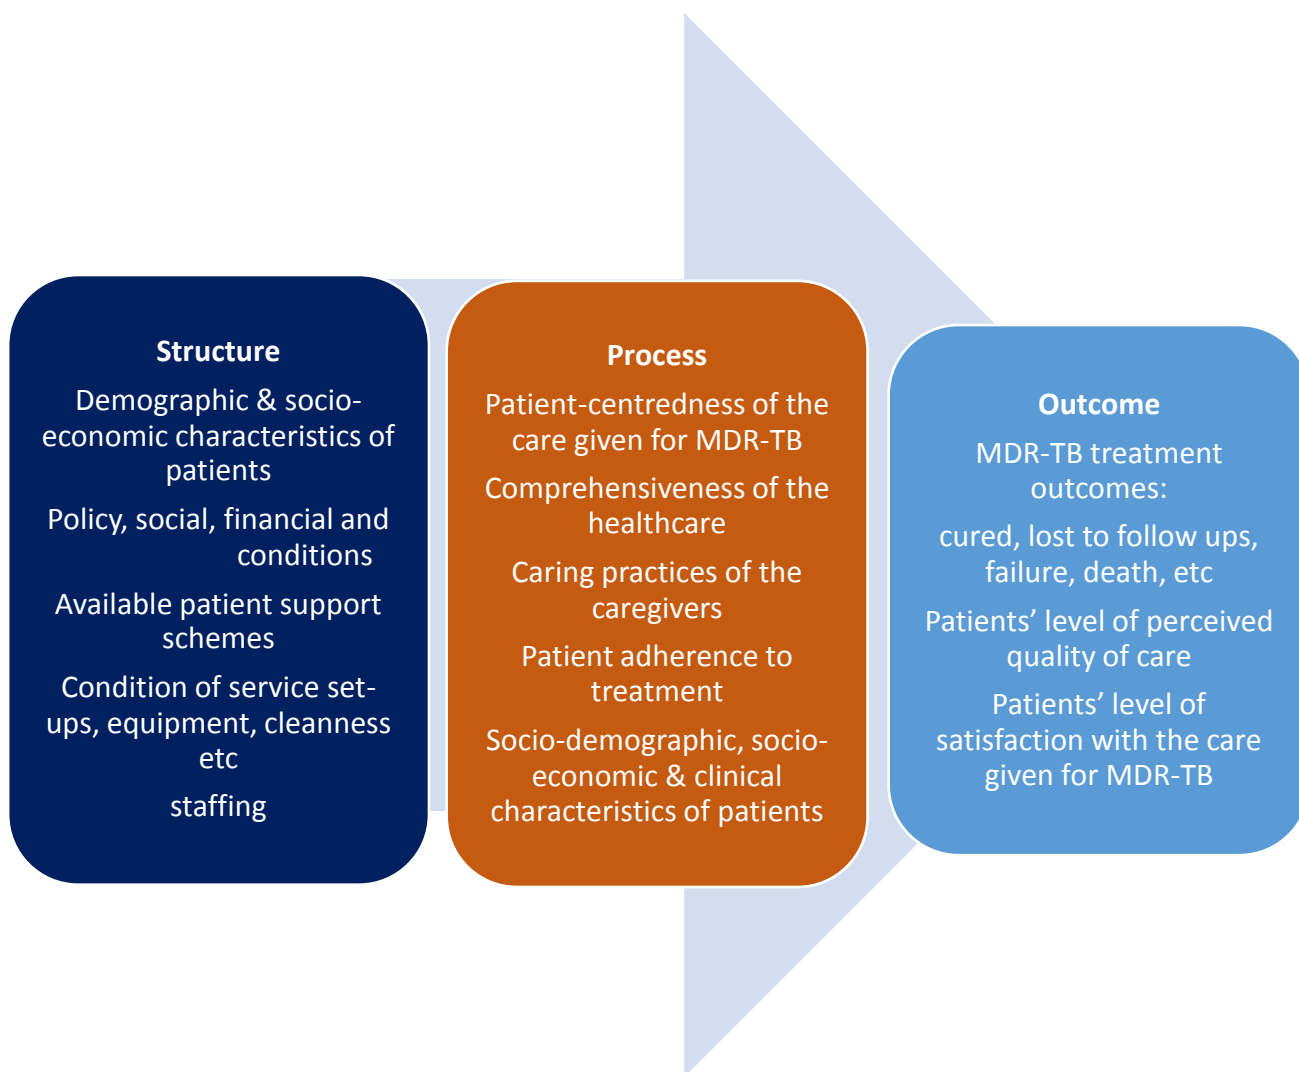 Structure
Demographic & socio-
economic characteristics of
patients
Policy, social, financial and
conditions
Available patient support
schemes
Condition of service set-
ups, equipment, cleanness
etc
staffing
Process
Patient-centredness of the
care given for MDR-TB
Comprehensiveness of the
healthcare
Caring practices of the
caregivers
Patient adherence to
treatment
Socio-demographic, socio-
economic & clinical
characteristics of patients
Outcome
MDR-TB treatment
outcomes:
cured, lost to follow ups,
failure, death, etc
Patients’ level of perceived
quality of care
Patients’ level of
satisfaction with the care
given for MDR-TB